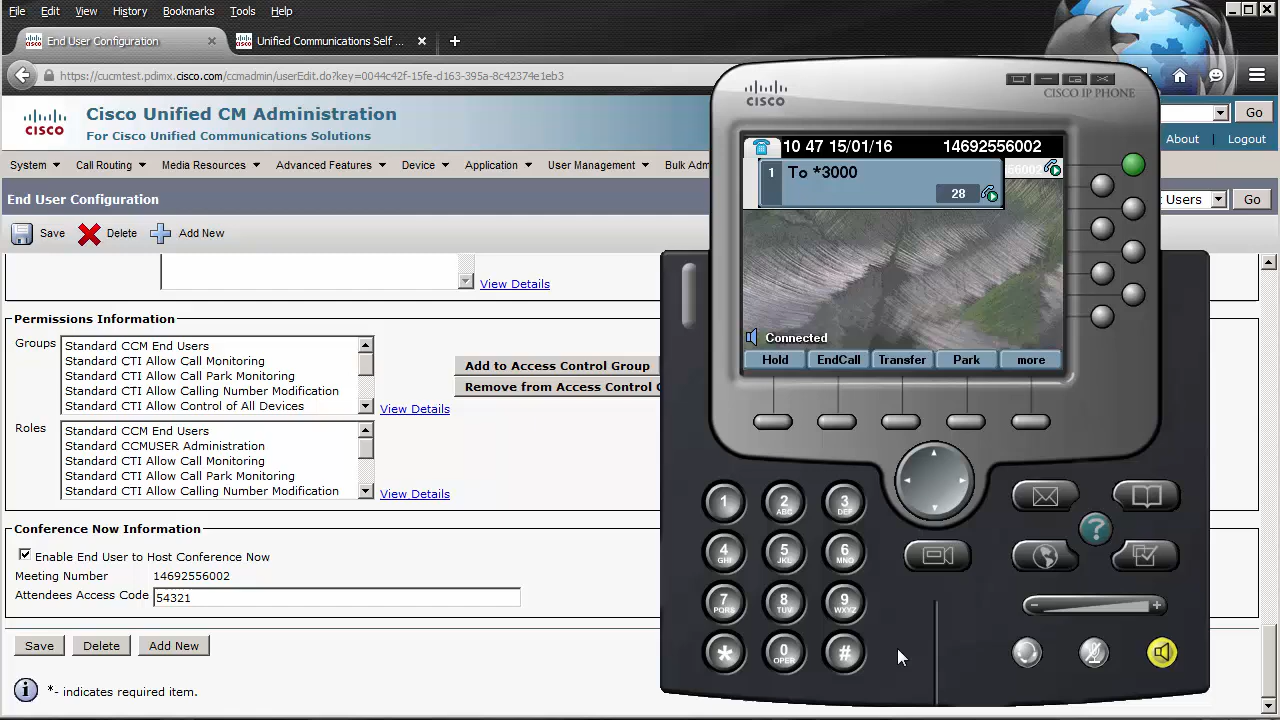 File Edit View History Bookmarks Tools Help
End User Configuration Unified Communications Self ...
https://cucmtest.pdimx.cisco.com/ccmadmin/userEdit.do?key=0044c42f-15fe-d163-395a-8c42374e1eb3
Cisco Unified CM Administration
CISCO
For Cisco Unified Communications Solutions
Go
About Logout
System Call Routing Media Resources Advanced Features Device Application User Management Bulk Adm
End User Configuration
Users Go
Save Delete Add New
View Details
Permissions Information
Groups
Standard CCM End Users
Standard CTI Allow Call Monitoring
Standard CTI Allow Call Park Monitoring
Standard CTI Allow Calling Number Modification
Standard CTI Allow Control of All Devices
View Details
Add to Access Control Group
Remove from Access Control
Roles
Standard CCM End Users
Standard CCMUSER Administration
Standard CTI Allow Call Monitoring
Standard CTI Allow Call Park Monitoring
Standard CTI Allow Calling Number Modification
View Details
Conference Now Information
Enable End User to Host Conference Now
Meeting Number 14692556002
Attendees Access Code 54321
Save Delete Add New
*- indicates required item.
CISCO
CISCO IP PHONE
10 47 15/01/16 14692556002
1 To *3000
28
Connected
Hold EndCall Transfer Park more
1 2 ABC 3 DEF
4 GHI 5 JKL 6 MNO
7 PQRS 8 TUV 9 WXYZ
* 0 OPER #
?
- +